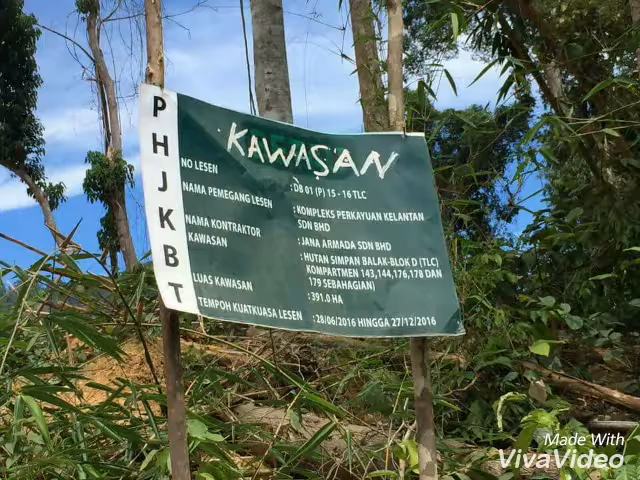 PHJKBT
KAWASAN
NO LESEN : DB 01 (P) 15 - 16 TLC
NAMA PEMEGANG LESEN : KOMPLEKS PERKAYUAN KELANTAN
SDN BHD
NAMA KONTRAKTOR : JANA ARMADA SDN BHD
KAWASAN : HUTAN SIMPAN BALAK-BLOK D (TLC)
KOMPARTMEN 143,144,176,178 DAN
179 SEBAHAGIAN)
LUAS KAWASAN : 391.0 HA
TEMPOH KUATKUASA LESEN : 28/06/2016 HINGGA 27/12/2016
Made With
VivaVideo